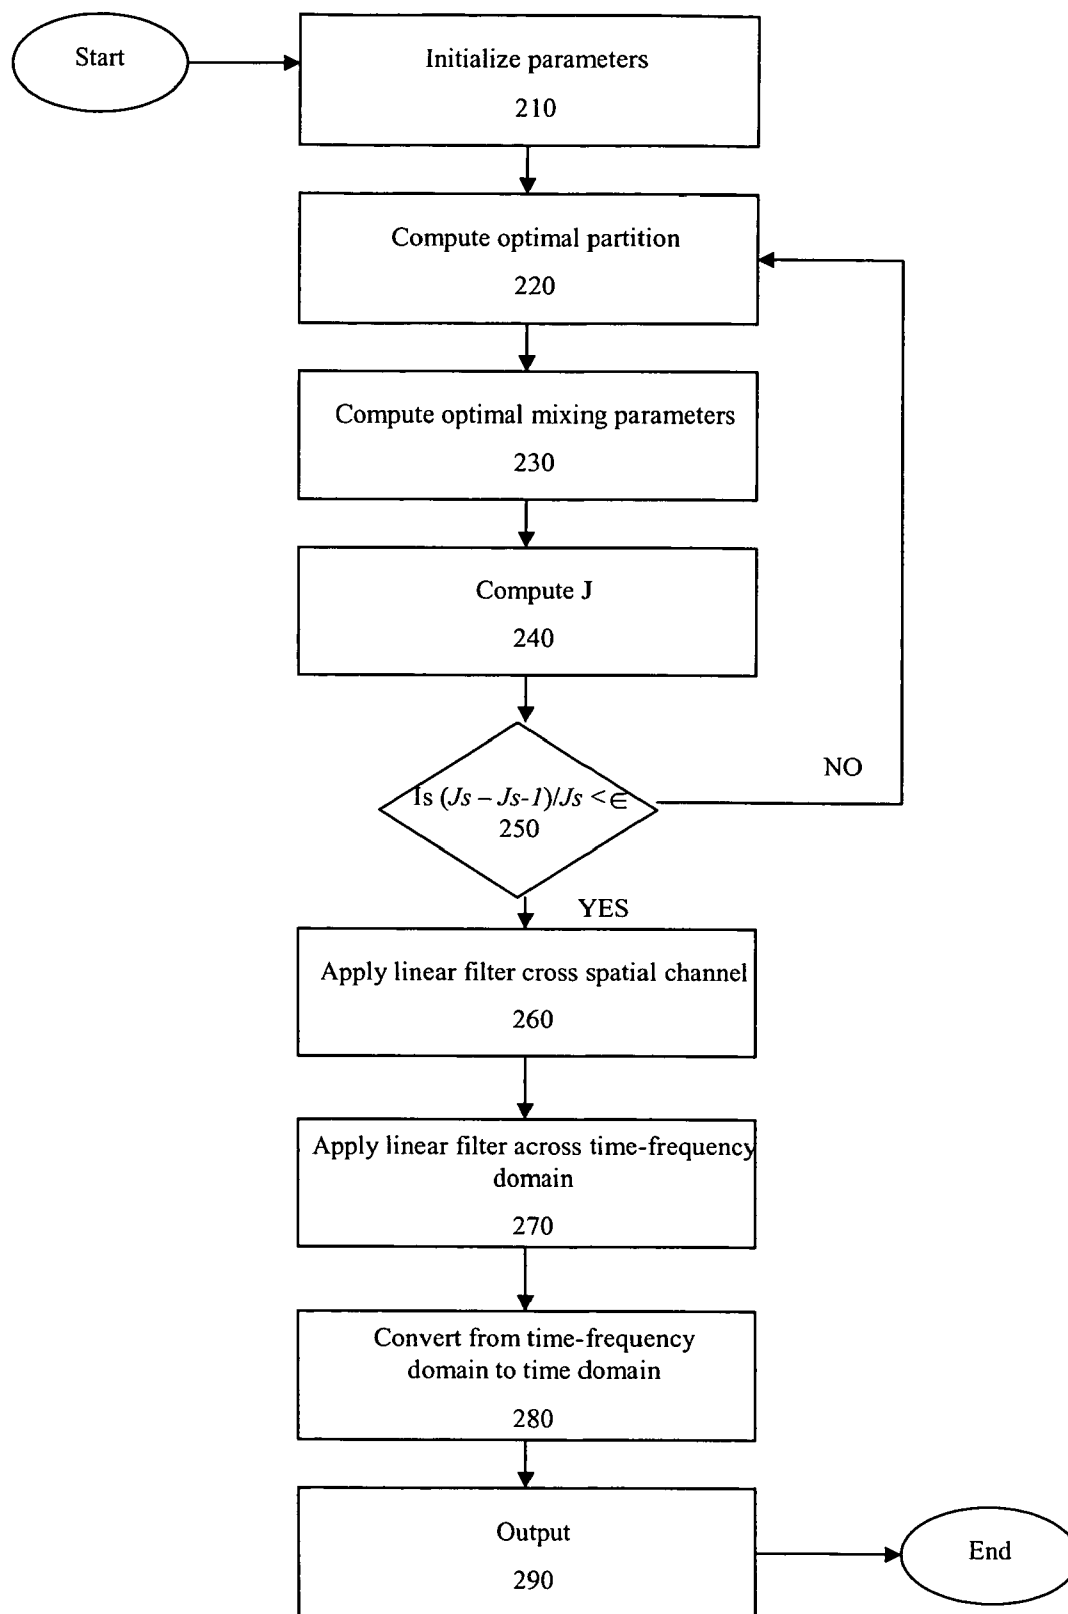 Start
Initialize parameters
210
Compute optimal partition
220
Compute optimal mixing parameters
230
Compute J
240
NO
Is (Js – Js-1)/Js <∈
250
YES
Apply linear filter cross spatial channel
260
Apply linear filter across time-frequency
domain
270
Convert from time-frequency
domain to time domain
280
Output
290
End